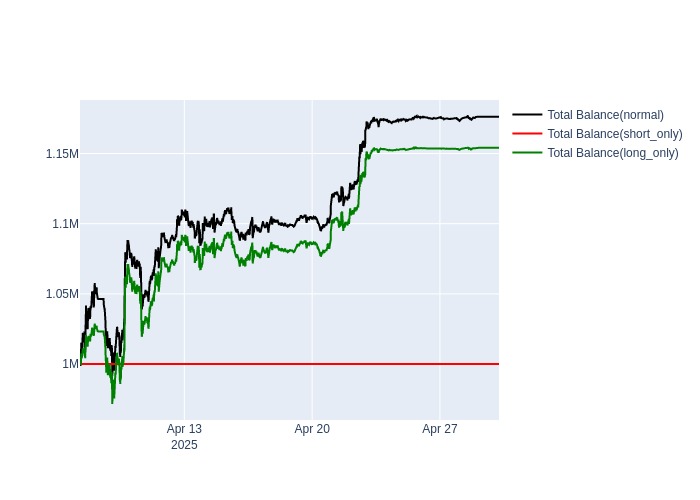 Total Balance(normal)
Total Balance(short_only)
Total Balance(long_only)
1.15M
1.1M
1.05M
1M
Apr 13
2025
Apr 20
Apr 27